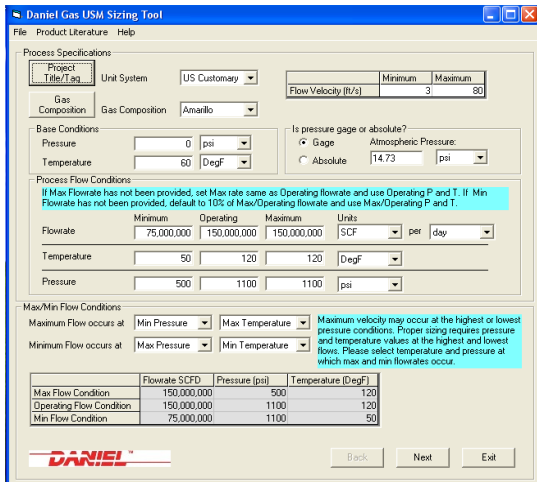 Daniel Gas USM Sizing Tool
File Product Literature Help
Process Specifications
Project Title/Tag
Unit System US Customary
Minimum Maximum
Flow Velocity (ft/s) 3 80
Gas Composition
Gas Composition Amarillo
Base Conditions
Pressure 0 psi
Temperature 60 DegF
Is pressure gage or absolute?
Gage Atmospheric Pressure:
Absolute 14.73 psi
Process Flow Conditions
If Max Flowrate has not been provided, set Max rate same as Operating flowrate and use Operating P and T. If Min
Flowrate has not been provided, default to 10% of Max/Operating flowrate and use Max/Operating P and T.
Minimum Operating Maximum Units
Flowrate 75,000,000 150,000,000 150,000,000 SCF per day
Temperature 50 120 120 DegF
Pressure 500 1100 1100 psi
Max/Min Flow Conditions
Maximum Flow occurs at Min Pressure Max Temperature
Minimum Flow occurs at Max Pressure Min Temperature
Maximum velocity may occur at the highest or lowest
pressure conditions. Proper sizing requires pressure
and temperature values at the highest and lowest
flows. Please select temperature and pressure at
which max and min flowrates occur.
Flowrate SCFD Pressure (psi) Temperature (DegF)
Max Flow Condition 150,000,000 500 120
Operating Flow Condition 150,000,000 1100 120
Min Flow Condition 75,000,000 1100 50
DANIEL™
Back Next Exit